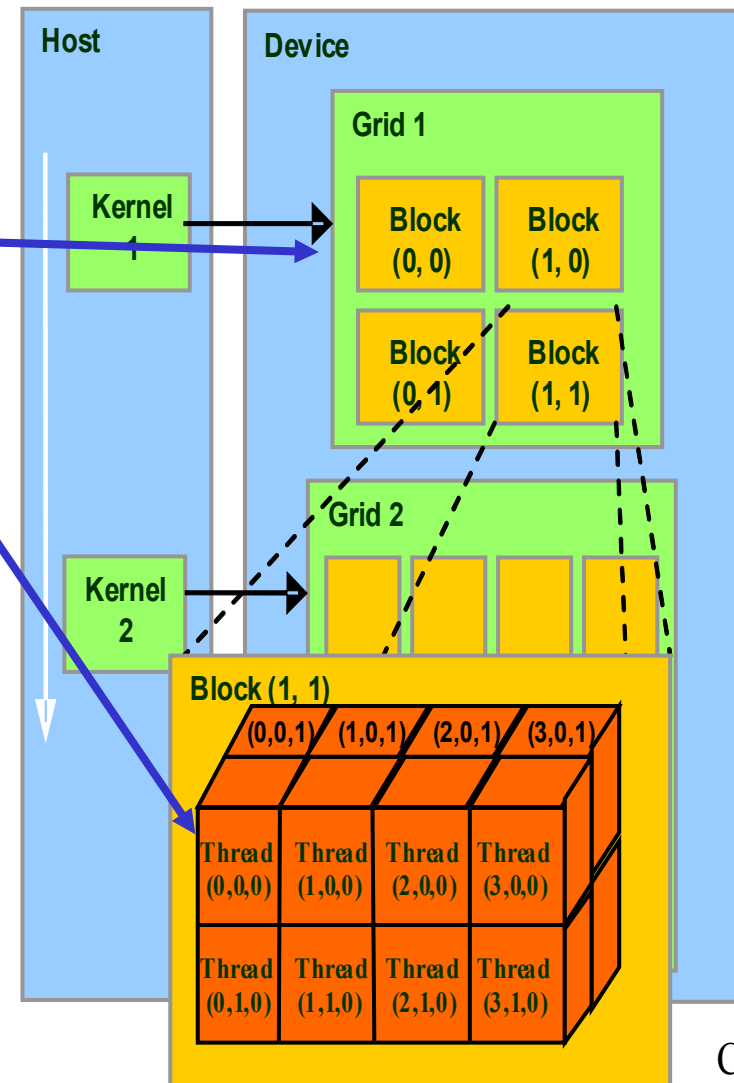 Host
Device
Grid 1
Kernel
1
Block
(0, 0)
Block
(1, 0)
Block
(0, 1)
Block
(1, 1)
Grid 2
Kernel
2
Block (1, 1)
(0,0,1) (1,0,1) (2,0,1) (3,0,1)
Thread
(0,0,0)
Thread
(1,0,0)
Thread
(2,0,0)
Thread
(3,0,0)
Thread
(0,1,0)
Thread
(1,1,0)
Thread
(2,1,0)
Thread
(3,1,0)